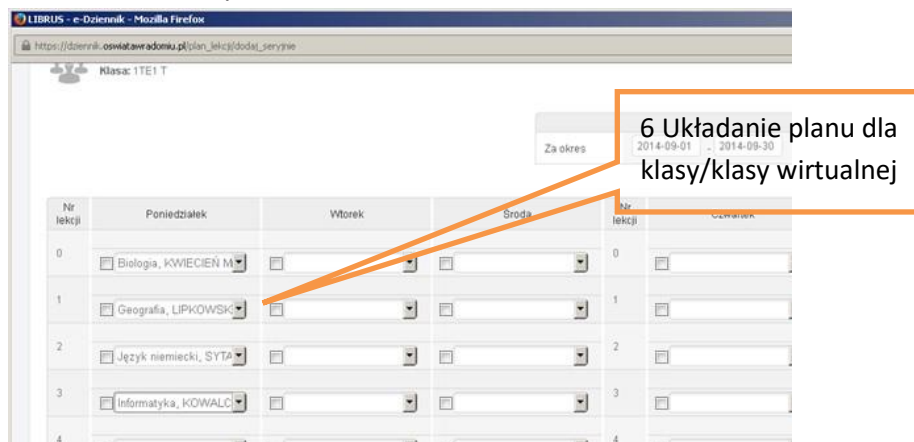 LIBRUS - e-Dziennik - Mozilla Firefox
https://dziennik.oswiatawradomiu.pl/plan_lekcji/dodaj_seryjnie
Klasa: 1TE1 T
6 Układanie planu dla
klasy/klasy wirtualnej
Za okres 2014-09-01 - 2014-09-30
Nr lekcji Poniedziałek Wtorek Środa Nr lekcji Czwartek
0 Biologia, KWIECIEŃ M 0
1 Geografia, LIPKOWSK 1
2 Język niemiecki, SYTA 2
3 Informatyka, KOWALC 3
4 4